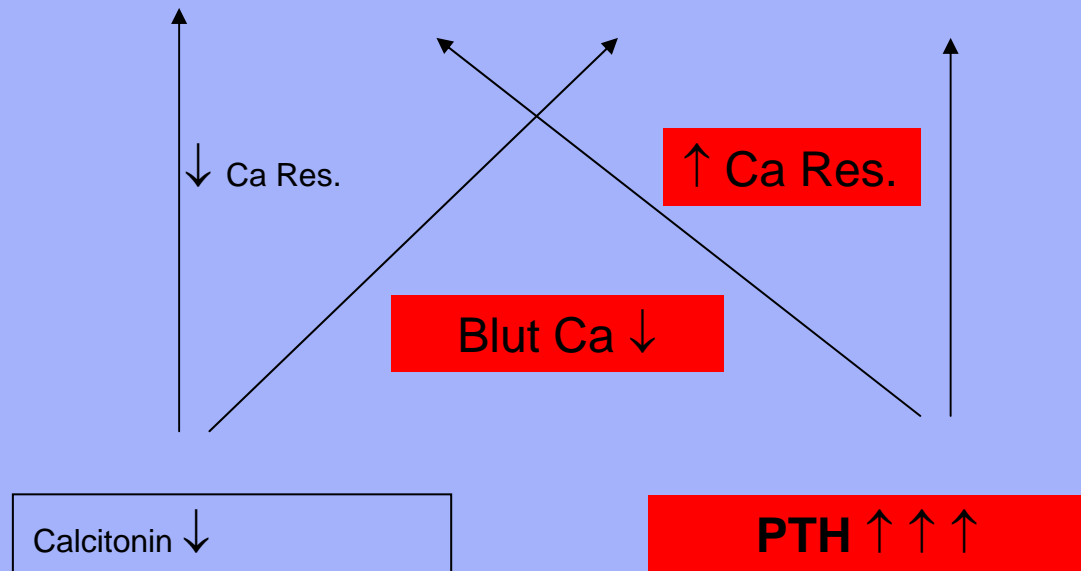 ↓ Ca Res.
↑ Ca Res.
Blut Ca ↓
Calcitonin ↓
PTH ↑ ↑ ↑